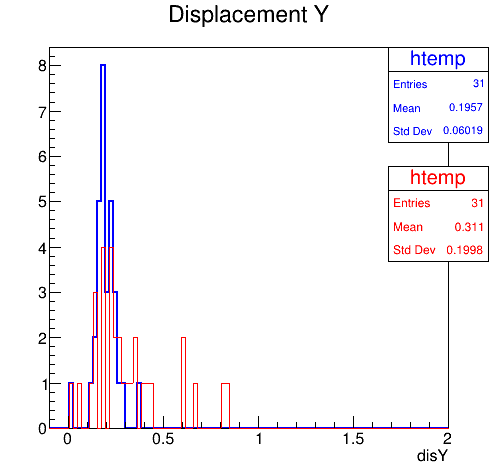 Displacement Y
htemp
Entries 31
Mean 0.1957
Std Dev 0.06019
htemp
Entries 31
Mean 0.311
Std Dev 0.1998
8
7
6
5
4
3
2
1
0
0 0.5 1 1.5 2
disY